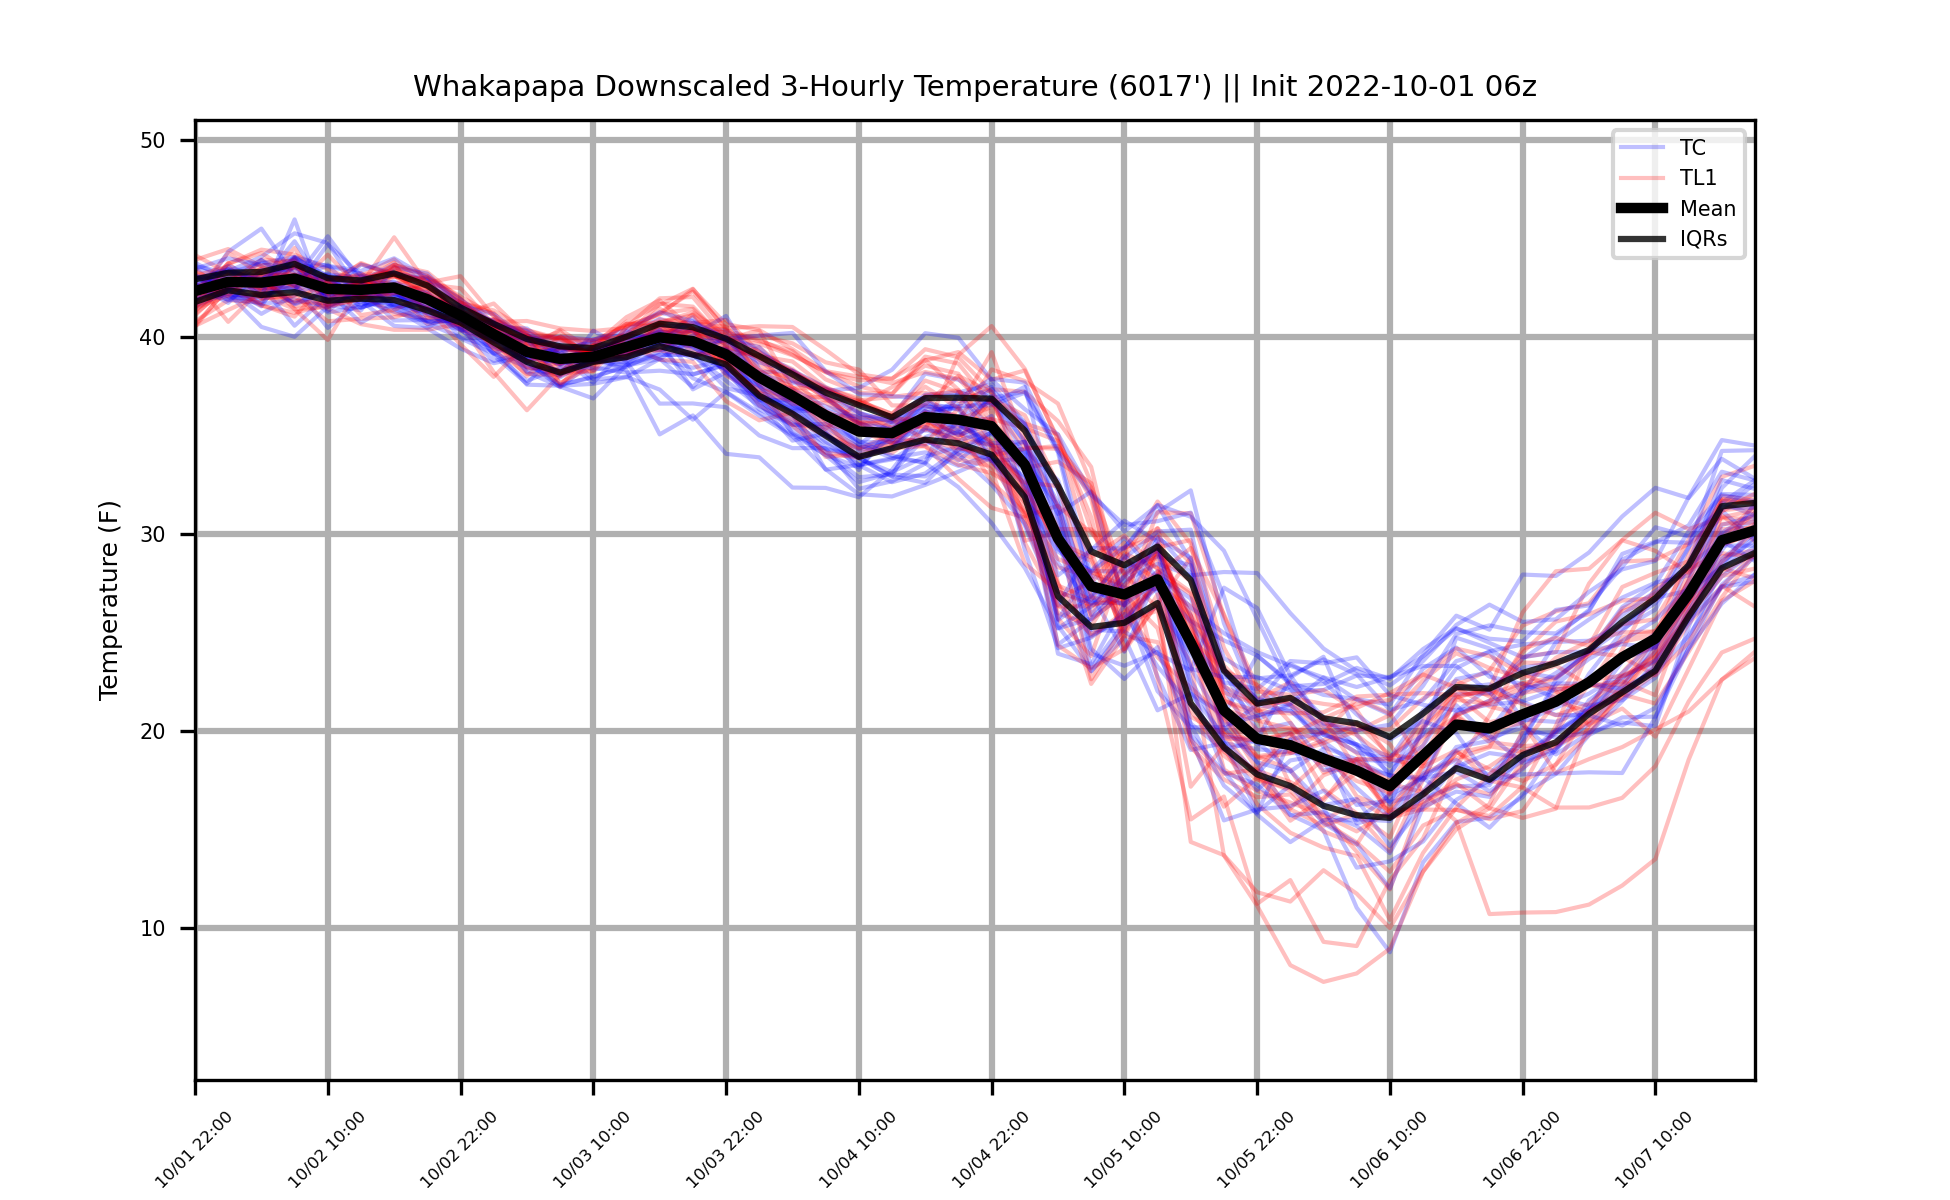 Whakapapa Downscaled 3-Hourly Temperature (6017') || Init 2022-10-01 06z
TC
TL1
Mean
IQRs
Temperature (F)
50
40
30
20
10
10/01 22:00
10/02 10:00
10/02 22:00
10/03 10:00
10/03 22:00
10/04 10:00
10/04 22:00
10/05 10:00
10/05 22:00
10/06 10:00
10/06 22:00
10/07 10:00